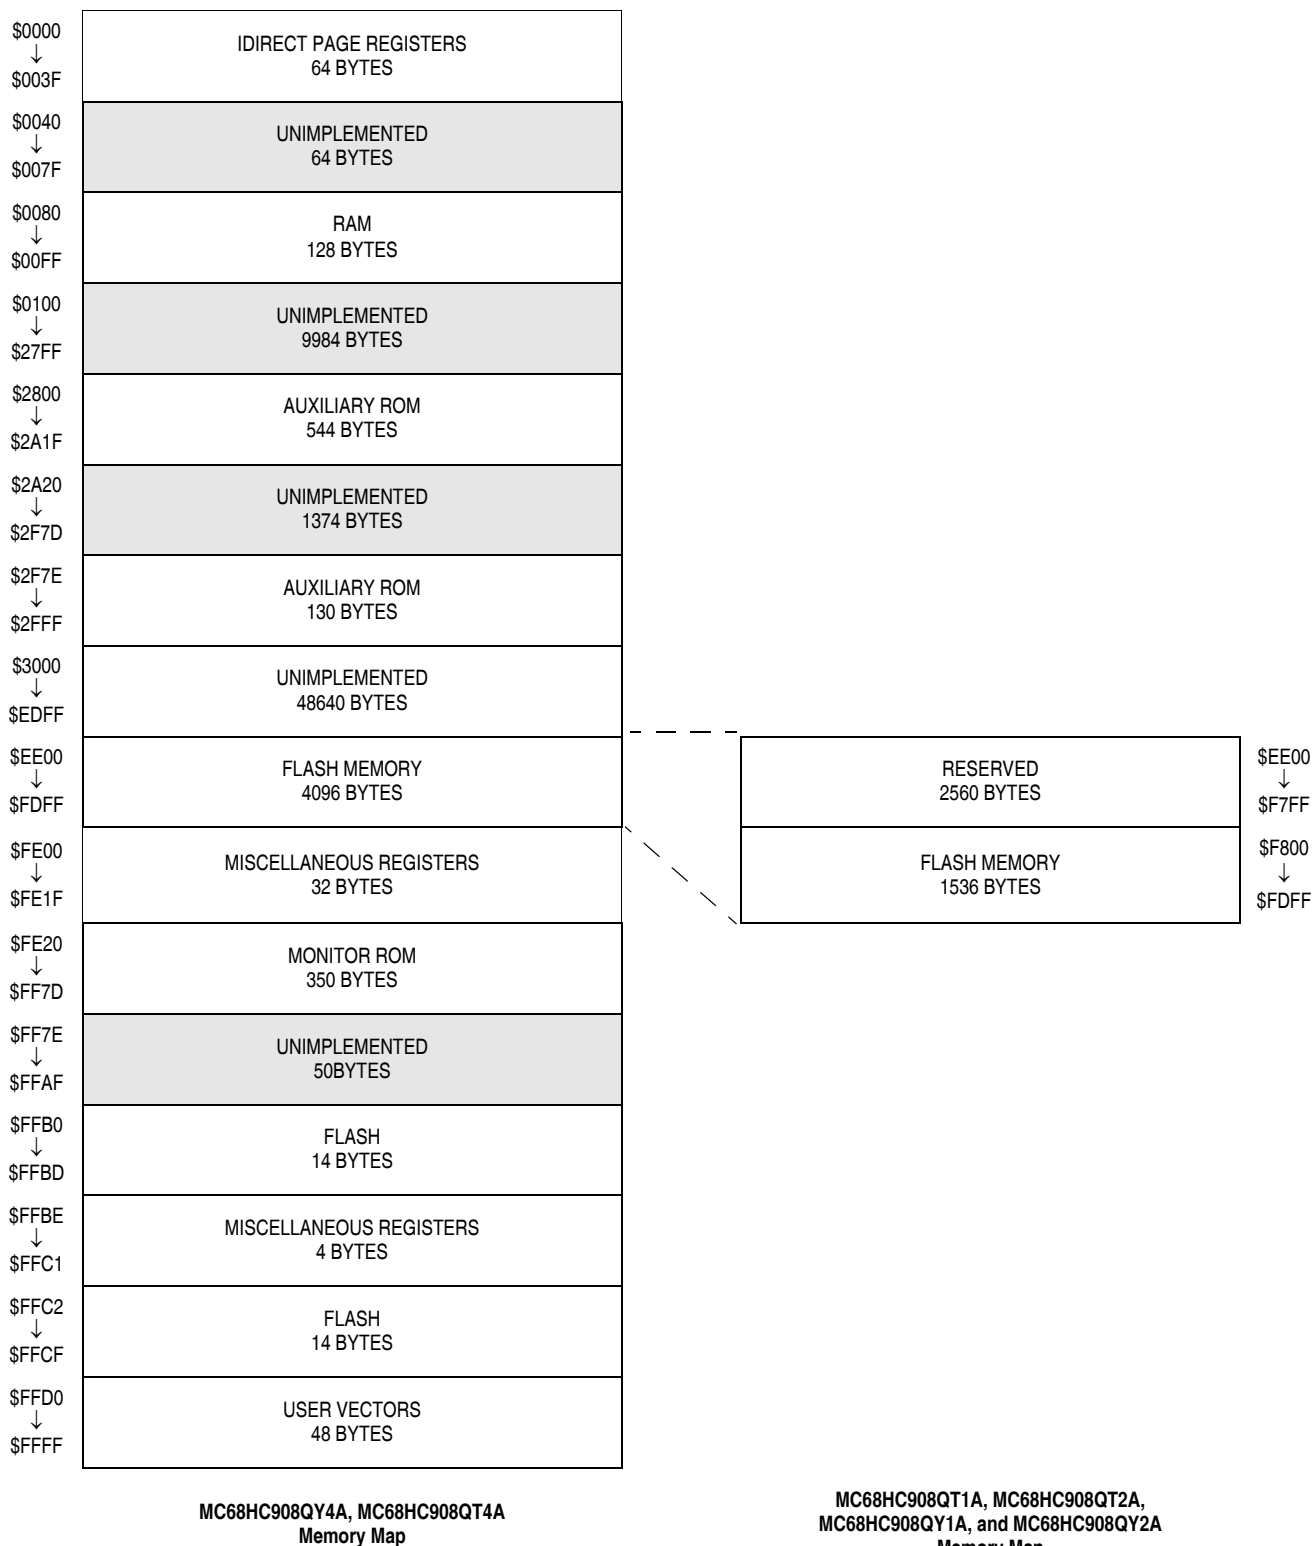 $0000
↓
$003F
IDIRECT PAGE REGISTERS
64 BYTES
$0040
↓
$007F
UNIMPLEMENTED
64 BYTES
$0080
↓
$00FF
RAM
128 BYTES
$0100
↓
$27FF
UNIMPLEMENTED
9984 BYTES
$2800
↓
$2A1F
AUXILIARY ROM
544 BYTES
$2A20
↓
$2F7D
UNIMPLEMENTED
1374 BYTES
$2F7E
↓
$2FFF
AUXILIARY ROM
130 BYTES
$3000
↓
$EDFF
UNIMPLEMENTED
48640 BYTES
$EE00
↓
$FDFF
FLASH MEMORY
4096 BYTES
RESERVED
2560 BYTES
$EE00
↓
$F7FF
FLASH MEMORY
1536 BYTES
$F800
↓
$FDFF
$FE00
↓
$FE1F
MISCELLANEOUS REGISTERS
32 BYTES
$FE20
↓
$FF7D
MONITOR ROM
350 BYTES
$FF7E
↓
$FFAF
UNIMPLEMENTED
50BYTES
$FFB0
↓
$FFBD
FLASH
14 BYTES
$FFBE
↓
$FFC1
MISCELLANEOUS REGISTERS
4 BYTES
$FFC2
↓
$FFCF
FLASH
14 BYTES
$FFD0
↓
$FFFF
USER VECTORS
48 BYTES
MC68HC908QY4A, MC68HC908QT4A
Memory Map
MC68HC908QT1A, MC68HC908QT2A,
MC68HC908QY1A, and MC68HC908QY2A
Memory Map